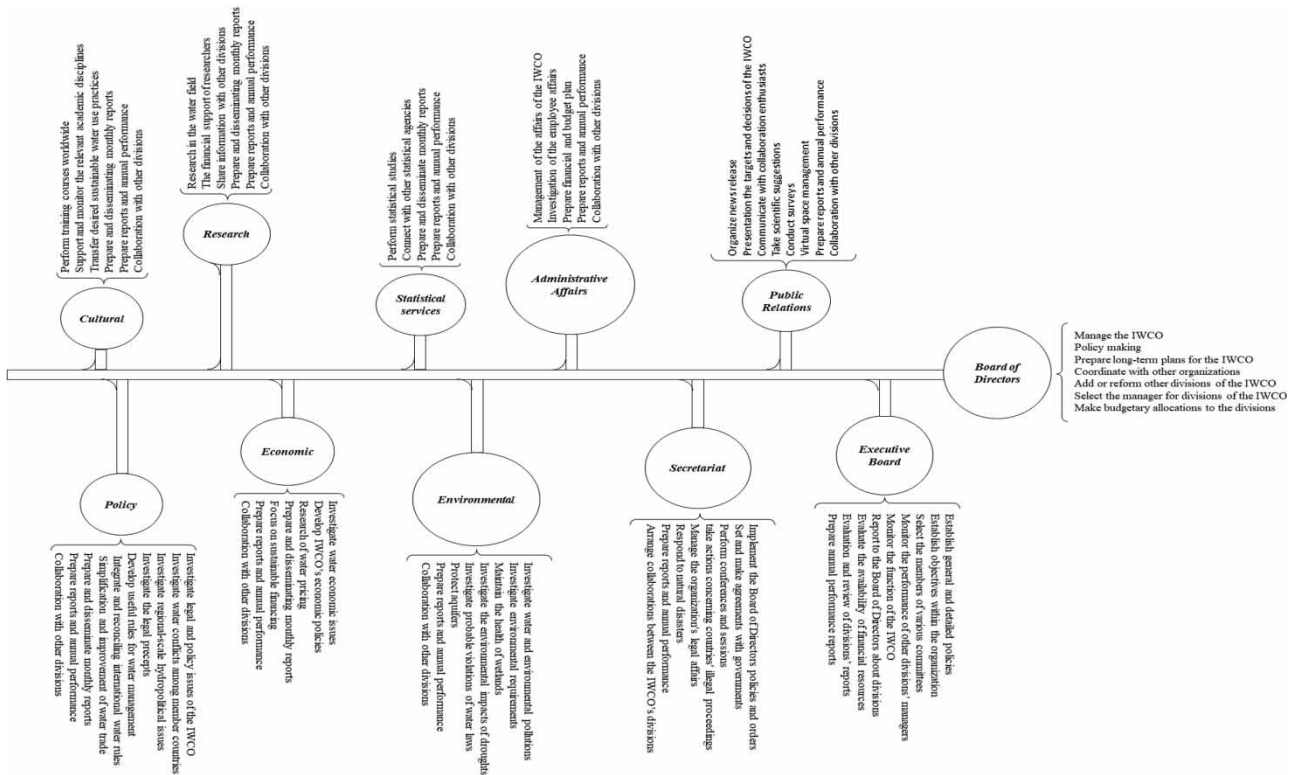 Perform training courses worldwide
Support and monitor the relevant academic disciplines
Transfer desired sustainable water use practices
Prepare and disseminating monthly reports
Prepare reports and annual performance
Collaboration with other divisions
Cultural
Research in the water field
The financial support of researchers
Share information with other divisions
Prepare and disseminating monthly reports
Prepare reports and annual performance
Collaboration with other divisions
Research
Perform statistical studies
Connect with other statistical agencies
Prepare and disseminate monthly reports
Prepare reports and annual performance
Collaboration with other divisions
Statistical
services
Management of the affairs of the IWCO
Investigation of the employee affairs
Prepare financial and budget plan
Prepare reports and annual performance
Collaboration with other divisions
Administrative
Affairs
Organize news release
Presentation the targets and decisions of the IWCO
Communicate with collaboration enthusiasts
Take scientific suggestions
Conduct surveys
Virtual space management
Prepare reports and annual performance
Collaboration with other divisions
Public
Relations
Board of
Directors
Manage the IWCO
Policy making
Prepare long-term plans for the IWCO
Coordinate with other organizations
Add or reform other divisions of the IWCO
Select the manager for divisions of the IWCO
Make budgetary allocations to the divisions
Policy
Investigate legal and policy issues of the IWCO
Investigate water conflicts among member countries
Investigate regional-scale hydropolitical issues
Investigate the legal precepts
Develop useful rules for water management
Integrate and reconciling international water rules
Simplification and improvement of water trade
Prepare and disseminate monthly reports
Prepare reports and annual performance
Collaboration with other divisions
Economic
Investigate water economic issues
Develop IWCO's economic policies
Research of water pricing
Prepare and disseminating monthly reports
Focus on sustainable financing
Prepare reports and annual performance
Collaboration with other divisions
Environmental
Investigate water and environmental pollutions
Investigate environmental requirements
Maintain the health of wetlands
Investigate the environmental impacts of droughts
Investigate probable violations of water laws
Protect aquifers
Prepare reports and annual performance
Collaboration with other divisions
Secretariat
Implement the Board of Directors policies and orders
Set and make agreements with governments
Perform conferences and sessions
take actions concerning countries' illegal proceedings
Manage the organization's legal affairs
Respond to natural disasters
Prepare reports and annual performance
Arrange collaborations between the IWCO's divisions
Executive
Board
Establish general and detailed policies
Establish objectives within the organization
Select the members of various committees
Monitor the performance of other divisions' managers
Monitor the function of the IWCO
Report to the Board of Directors about divisions
Evaluate the availability of financial resources
Evaluation and review of divisions' reports
Prepare annual performance reports